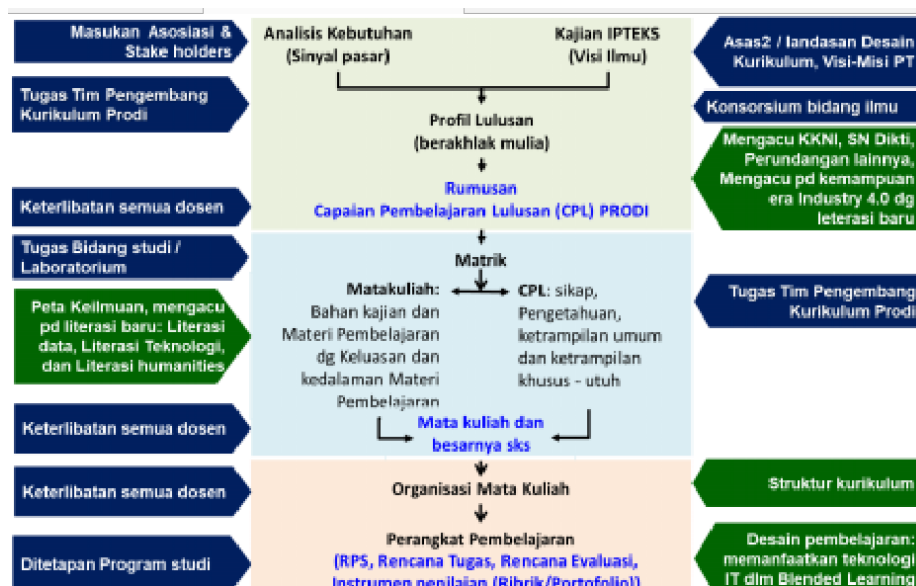 Masukan Asosiasi &
Stake holders
Analisis Kebutuhan
(Sinyal pasar)
Kajian IPTEKS
(Visi Ilmu)
Asas2 / landasan Desain
Kurikulum, Visi-Misi PT
Tugas Tim Pengembang
Kurikulum Prodi
Konsorsium bidang ilmu
Profil Lulusan
(berakhlak mulia)
Mengacu KKNI, SN Dikti,
Perundangan lainnya,
Mengacu pd kemampuan
era Industry 4.0 dg
leterasi baru
Keterlibatan semua dosen
Rumusan
Capaian Pembelajaran Lulusan (CPL) PRODI
Tugas Bidang studi /
Laboratorium
Matrik
Peta Keilmuan, mengacu
pd literasi baru: Literasi
data, Literasi Teknologi,
dan Literasi humanities
Matakuliah:
Bahan kajian dan
Materi Pembelajaran
dg Keluasan dan
kedalaman Materi
Pembelajaran
CPL: sikap,
Pengetahuan,
ketrampilan umum
dan ketrampilan
khusus - utuh
Tugas Tim Pengembang
Kurikulum Prodi
Keterlibatan semua dosen
Mata kuliah dan
besarnya sks
Keterlibatan semua dosen
Organisasi Mata Kuliah
Struktur kurikulum
Ditetapan Program studi
Perangkat Pembelajaran
(RPS, Rencana Tugas, Rencana Evaluasi,
Instrumen penilaian (Ribrik/Portofolio))
Desain pembelajaran:
memanfaatkan teknologi
IT dlm Blended Learning